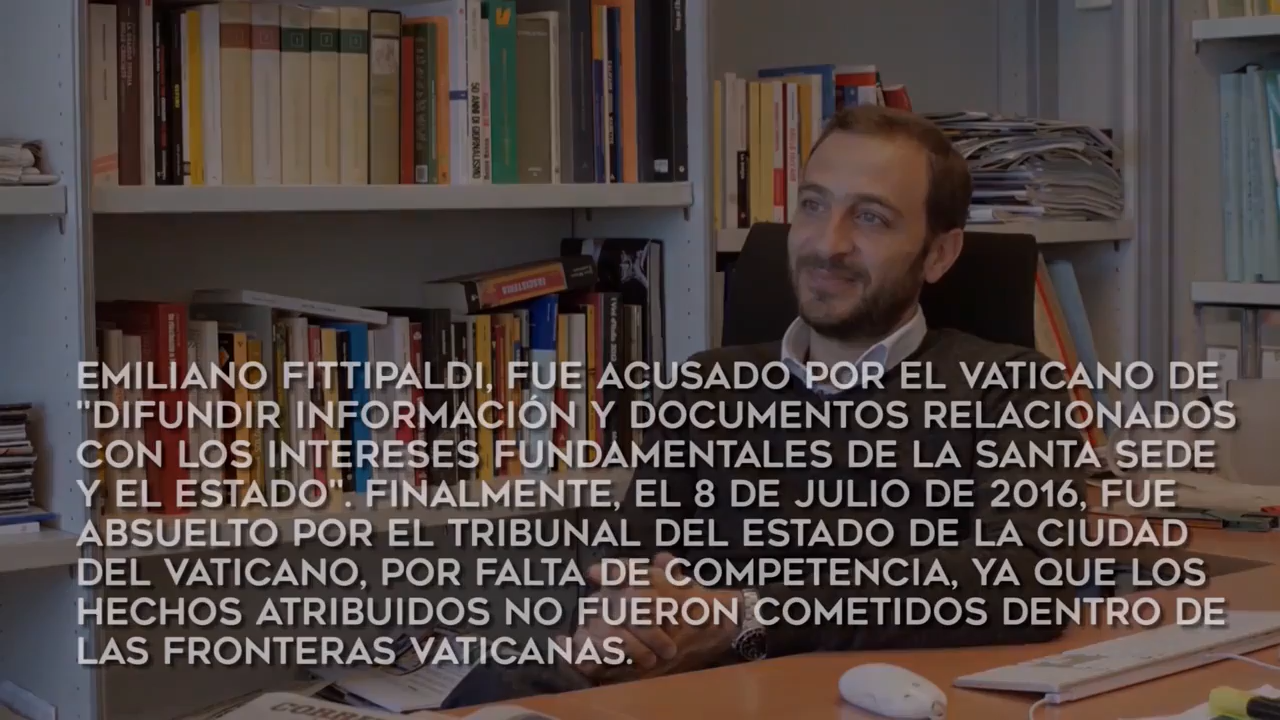 EMILIANO FITTIPALDI, FUE ACUSADO POR EL VATICANO DE
"DIFUNDIR INFORMACIÓN Y DOCUMENTOS RELACIONADOS
CON LOS INTERESES FUNDAMENTALES DE LA SANTA SEDE
Y EL ESTADO". FINALMENTE, EL 8 DE JULIO DE 2016, FUE
ABSUELTO POR EL TRIBUNAL DEL ESTADO DE LA CIUDAD
DEL VATICANO, POR FALTA DE COMPETENCIA, YA QUE LOS
HECHOS ATRIBUIDOS NO FUERON COMETIDOS DENTRO DE
LAS FRONTERAS VATICANAS.